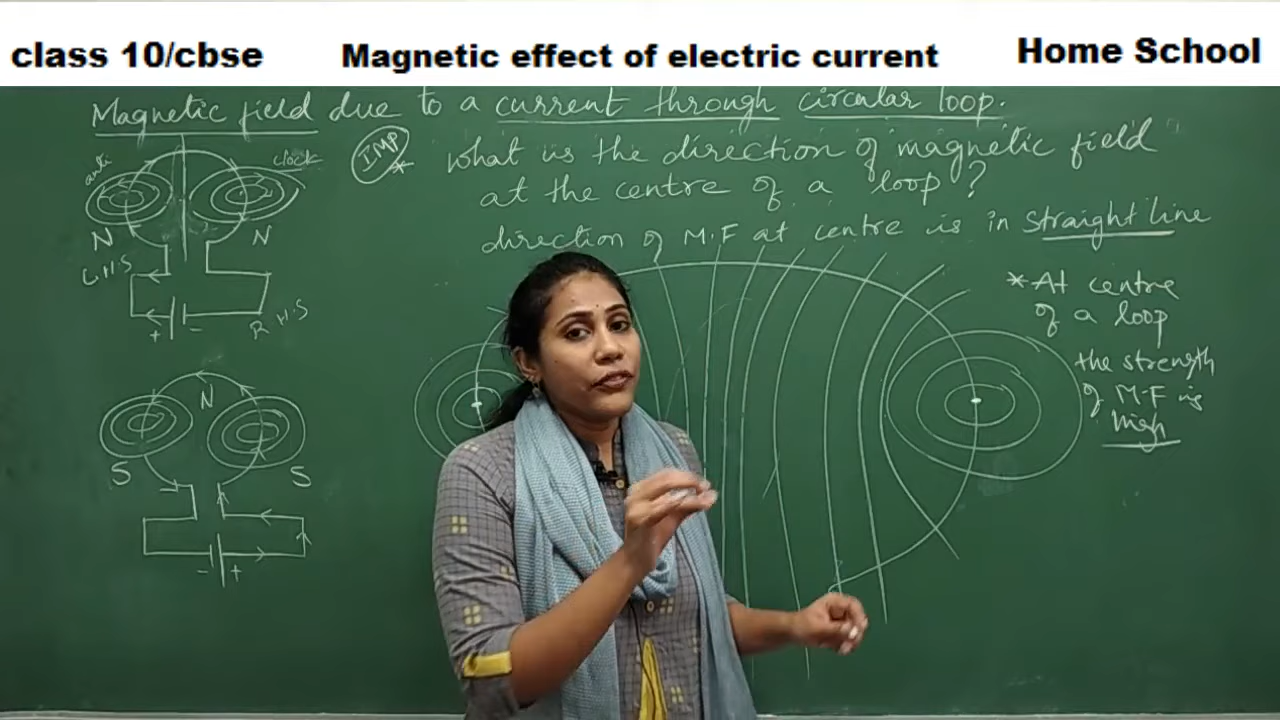 class 10/cbse
Magnetic effect of electric current
Home School
Magnetic field due to a current through circular loop.
IMP
* what is the direction of magnetic field
at the centre of a loop?
direction of M.F at centre is in straight line
anti
clock
N
N
L.H.S
R.H.S
+ -
* At centre
of a loop
the strength
of M.F is
high
N
S
S
- +